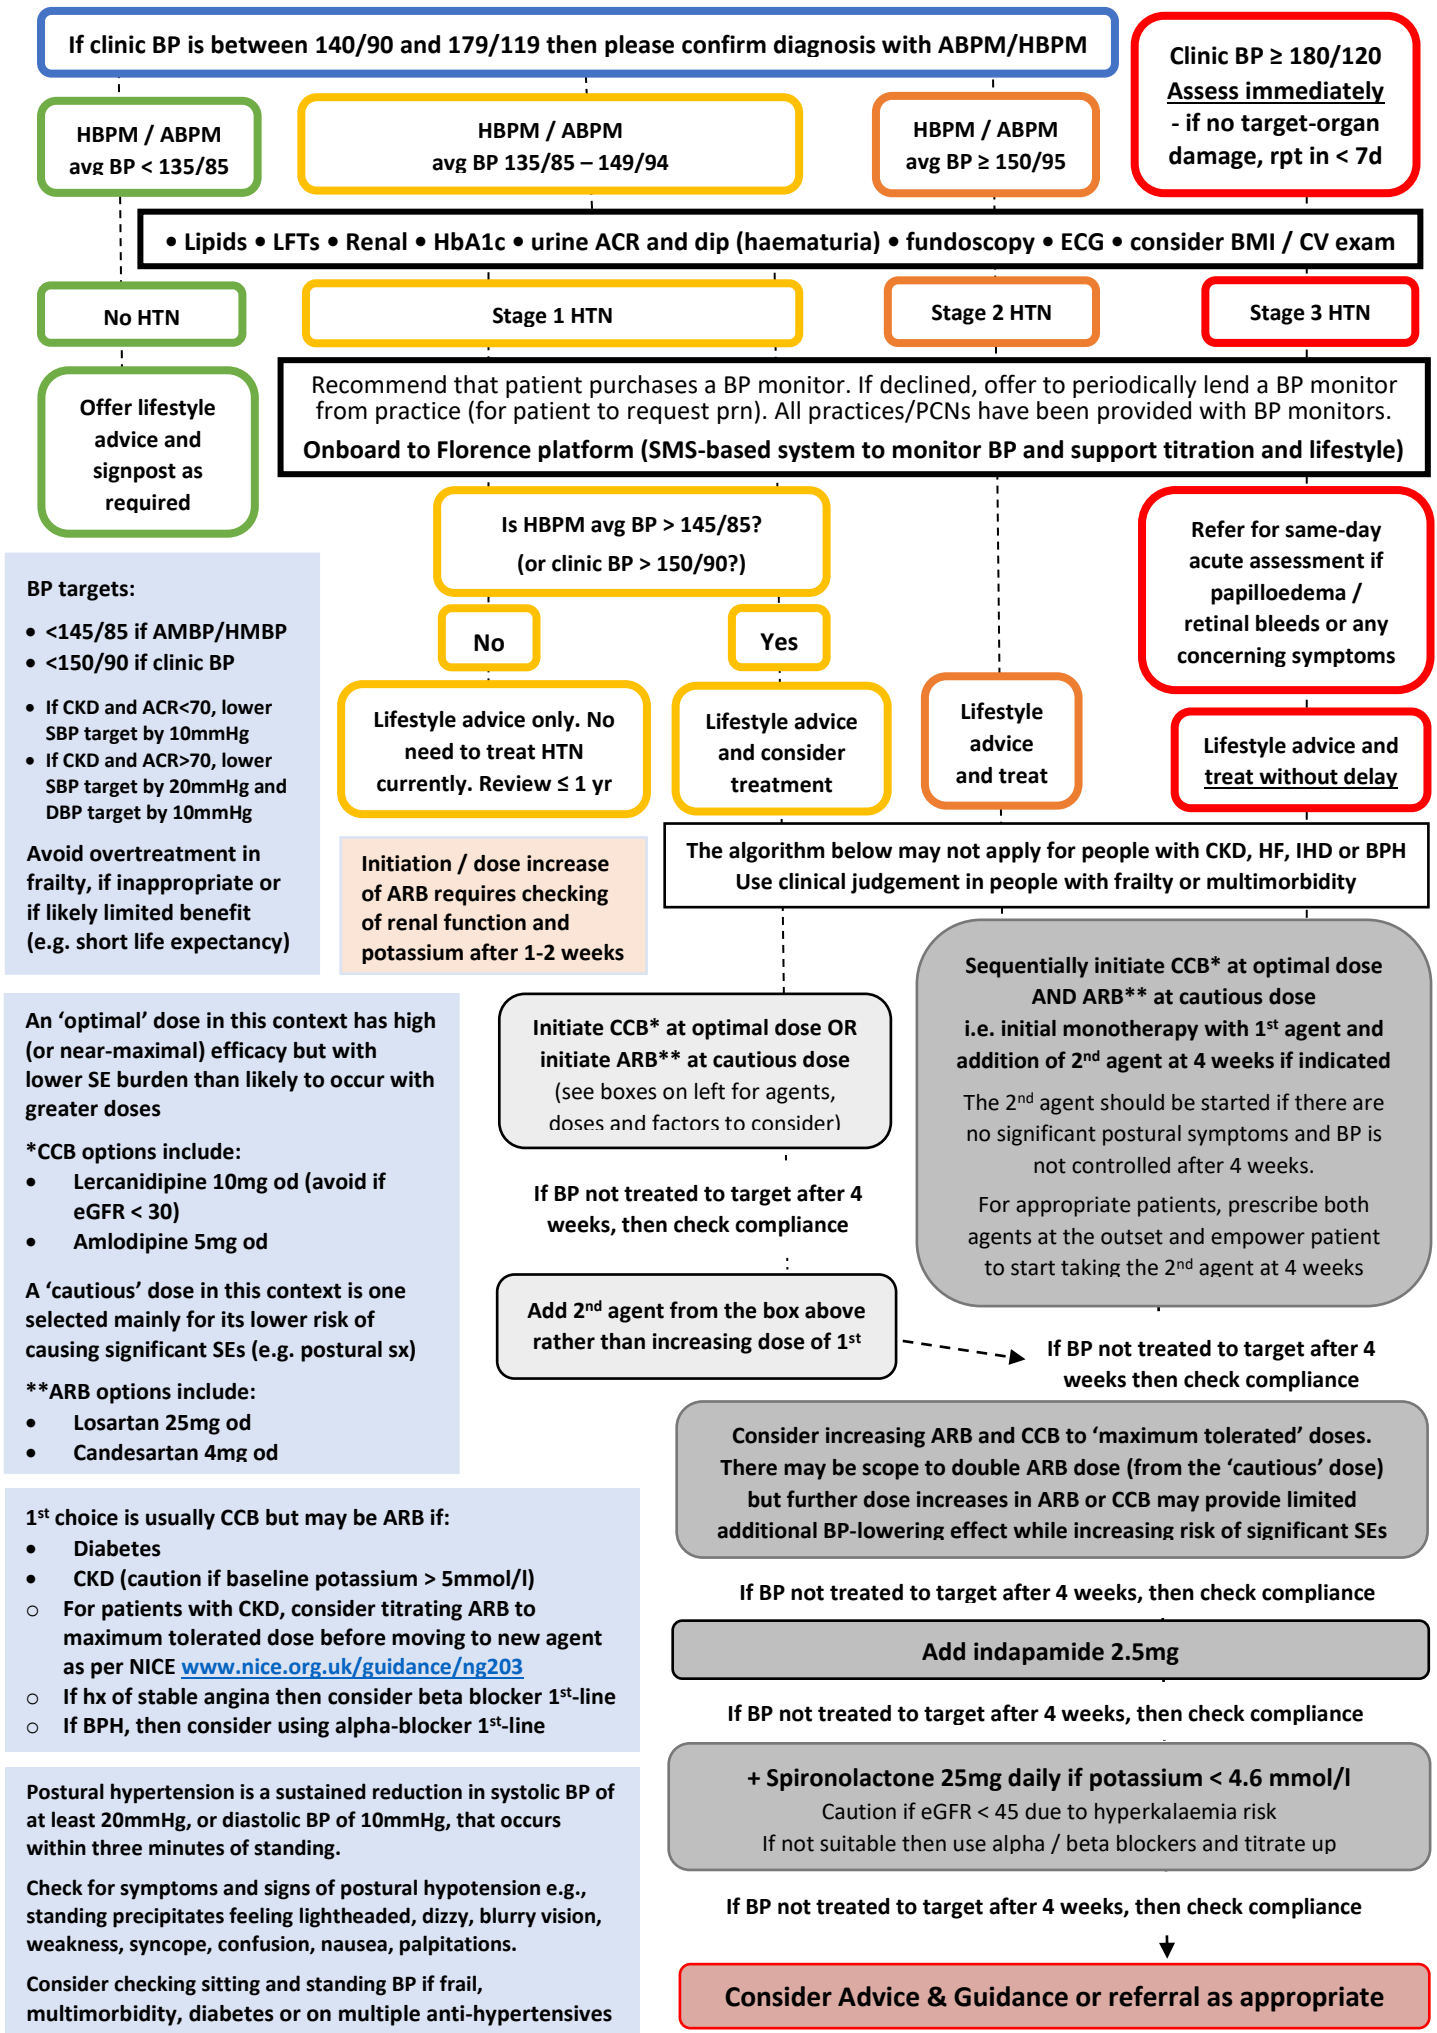 If clinic BP is between 140/90 and 179/119 then please confirm diagnosis with ABPM/HBPM
Clinic BP ≥ 180/120
Assess immediately
- if no target-organ
damage, rpt in < 7d
HBPM / ABPM
avg BP < 135/85
HBPM / ABPM
avg BP 135/85 – 149/94
HBPM / ABPM
avg BP ≥ 150/95
• Lipids • LFTs • Renal • HbA1c • urine ACR and dip (haematuria) • fundoscopy • ECG • consider BMI / CV exam
No HTN
Stage 1 HTN
Stage 2 HTN
Stage 3 HTN
Offer lifestyle
advice and
signpost as
required
Recommend that patient purchases a BP monitor. If declined, offer to periodically lend a BP monitor
from practice (for patient to request prn). All practices/PCNs have been provided with BP monitors.
Onboard to Florence platform (SMS-based system to monitor BP and support titration and lifestyle)
Is HBPM avg BP > 145/85?
(or clinic BP > 150/90?)
No
Yes
Refer for same-day
acute assessment if
papilloedema /
retinal bleeds or any
concerning symptoms
Lifestyle advice only. No
need to treat HTN
currently. Review ≤ 1 yr
Lifestyle advice
and consider
treatment
Lifestyle
advice
and treat
Lifestyle advice and
treat without delay
BP targets:
• <145/85 if AMBP/HMBP
• <150/90 if clinic BP
• If CKD and ACR<70, lower
SBP target by 10mmHg
• If CKD and ACR>70, lower
SBP target by 20mmHg and
DBP target by 10mmHg
Avoid overtreatment in
frailty, if inappropriate or
if likely limited benefit
(e.g. short life expectancy)
Initiation / dose increase
of ARB requires checking
of renal function and
potassium after 1-2 weeks
The algorithm below may not apply for people with CKD, HF, IHD or BPH
Use clinical judgement in people with frailty or multimorbidity
Initiate CCB* at optimal dose OR
initiate ARB** at cautious dose
(see boxes on left for agents,
doses and factors to consider)
Sequentially initiate CCB* at optimal dose
AND ARB** at cautious dose
i.e. initial monotherapy with 1st agent and
addition of 2nd agent at 4 weeks if indicated
The 2nd agent should be started if there are
no significant postural symptoms and BP is
not controlled after 4 weeks.
For appropriate patients, prescribe both
agents at the outset and empower patient
to start taking the 2nd agent at 4 weeks
If BP not treated to target after 4
weeks, then check compliance
Add 2nd agent from the box above
rather than increasing dose of 1st
If BP not treated to target after 4
weeks then check compliance
An ‘optimal’ dose in this context has high
(or near-maximal) efficacy but with
lower SE burden than likely to occur with
greater doses
*CCB options include:
• Lercanidipine 10mg od (avoid if
eGFR < 30)
• Amlodipine 5mg od
A ‘cautious’ dose in this context is one
selected mainly for its lower risk of
causing significant SEs (e.g. postural sx)
**ARB options include:
• Losartan 25mg od
• Candesartan 4mg od
Consider increasing ARB and CCB to ‘maximum tolerated’ doses.
There may be scope to double ARB dose (from the ‘cautious’ dose)
but further dose increases in ARB or CCB may provide limited
additional BP-lowering effect while increasing risk of significant SEs
If BP not treated to target after 4 weeks, then check compliance
Add indapamide 2.5mg
If BP not treated to target after 4 weeks, then check compliance
+ Spironolactone 25mg daily if potassium < 4.6 mmol/l
Caution if eGFR < 45 due to hyperkalaemia risk
If not suitable then use alpha / beta blockers and titrate up
If BP not treated to target after 4 weeks, then check compliance
Consider Advice & Guidance or referral as appropriate
1st choice is usually CCB but may be ARB if:
• Diabetes
• CKD (caution if baseline potassium > 5mmol/l)
o For patients with CKD, consider titrating ARB to
maximum tolerated dose before moving to new agent
as per NICE www.nice.org.uk/guidance/ng203
o If hx of stable angina then consider beta blocker 1st-line
o If BPH, then consider using alpha-blocker 1st-line
Postural hypertension is a sustained reduction in systolic BP of
at least 20mmHg, or diastolic BP of 10mmHg, that occurs
within three minutes of standing.
Check for symptoms and signs of postural hypotension e.g.,
standing precipitates feeling lightheaded, dizzy, blurry vision,
weakness, syncope, confusion, nausea, palpitations.
Consider checking sitting and standing BP if frail,
multimorbidity, diabetes or on multiple anti-hypertensives